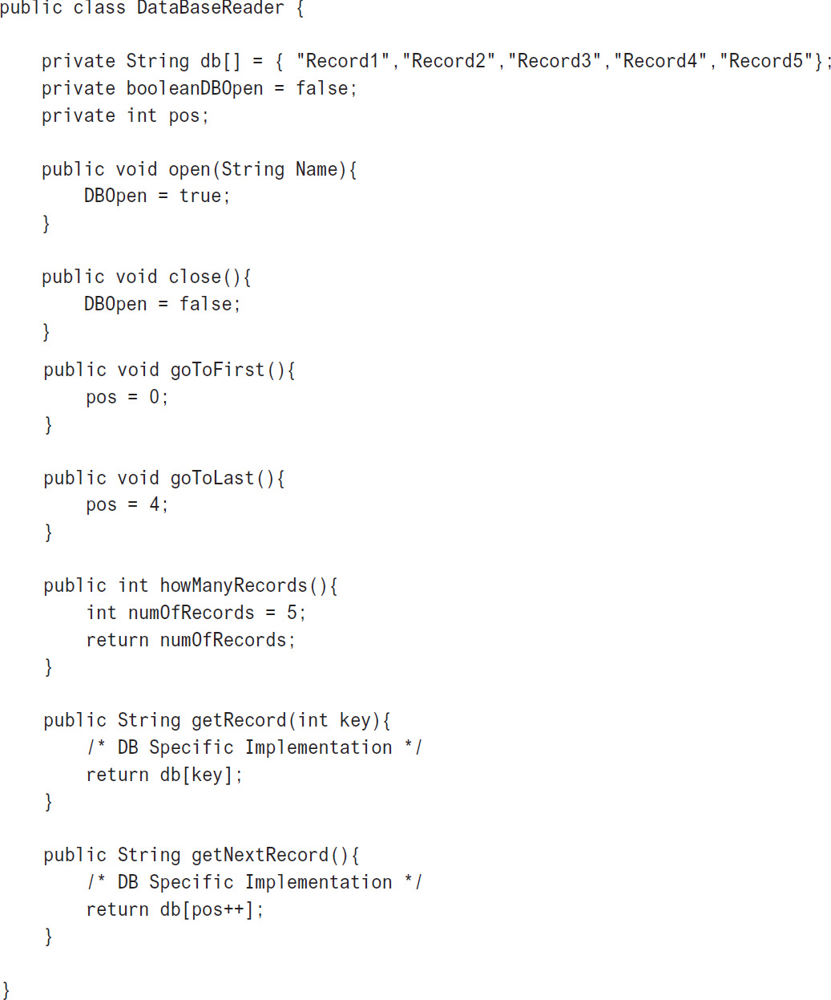 public class DataBaseReader {
private String db[] = { "Record1","Record2","Record3","Record4","Record5"};
private booleanDBOpen = false;
private int pos;
public void open(String Name){
DBOpen = true;
}
public void close(){
DBOpen = false;
}
public void goToFirst(){
pos = 0;
}
public void goToLast(){
pos = 4;
}
public int howManyRecords(){
int numOfRecords = 5;
return numOfRecords;
}
public String getRecord(int key){
/* DB Specific Implementation */
return db[key];
}
public String getNextRecord(){
/* DB Specific Implementation */
return db[pos++];
}
}